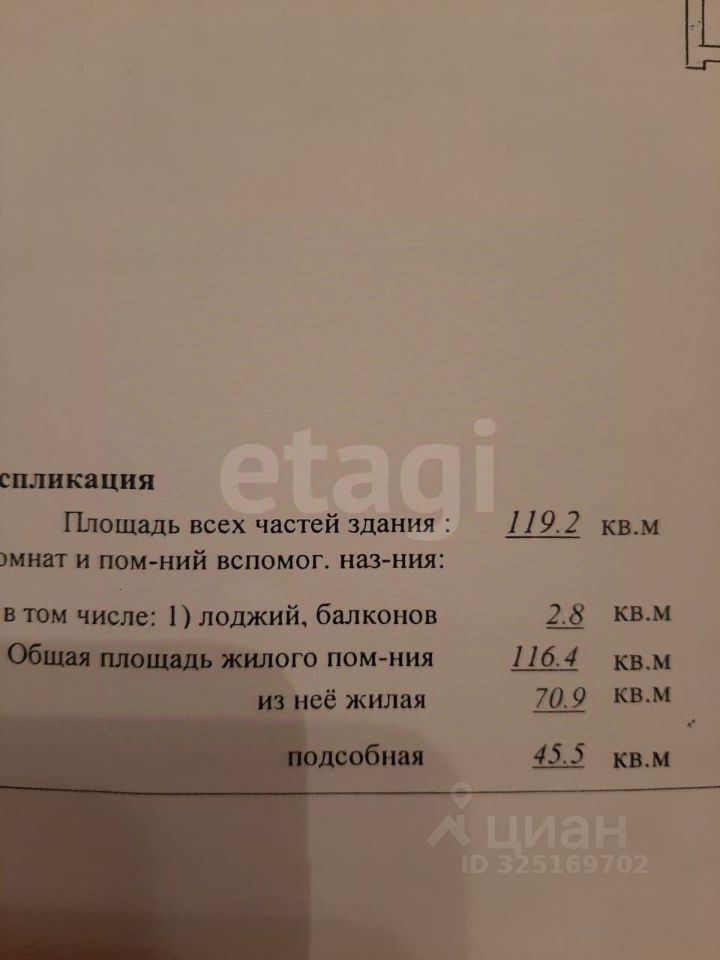 etagi
спликация
Площадь всех частей здания : 119.2 кв.м
омнат и пом-ний вспомог. наз-ния:
в том числе: 1) лоджий, балконов 2.8 кв.м
Общая площадь жилого пом-ния 116.4 кв.м
из неё жилая 70.9 кв.м
подсобная 45.5 кв.м
циан
ID 325169702